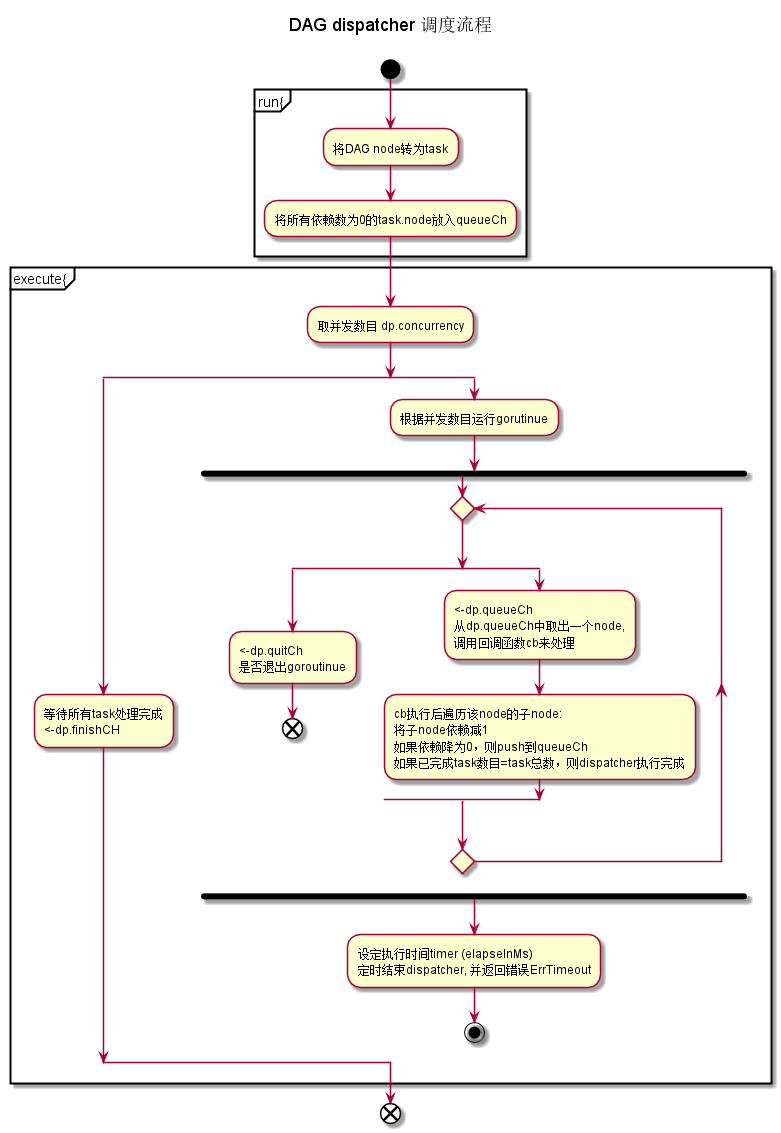 DAG dispatcher 调度流程
run{
将DAG node转为task
将所有依赖数为0的task.node放入queueCh
execute{
取并发数目 dp.concurrency
根据并发数目运行gorutinue
<-dp.queueCh
从dp.queueCh中取出一个node,
调用回调函数cb来处理
<-dp.quitCh
是否退出goroutinue
等待所有task处理完成
<-dp.finishCH
cb执行后遍历该node的子node:
将子node依赖减1
如果依赖降为0，则push到queueCh
如果已完成task数目=task总数，则dispatcher执行完成
设定执行时间timer (elapseInMs)
定时结束dispatcher, 并返回错误ErrTimeout